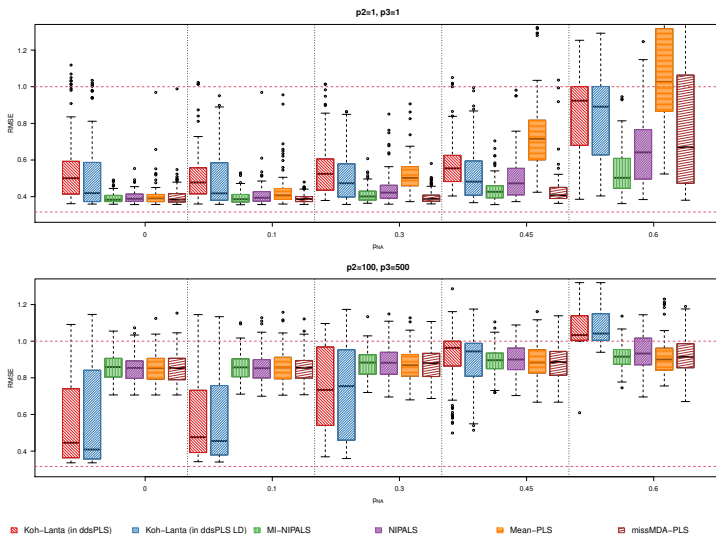 p2=1, p3=1
RMSE
1.2
1.0
0.8
0.6
0.4
0 0.1 0.3 0.45 0.6
pNA
p2=100, p3=500
RMSE
1.2
1.0
0.8
0.6
0.4
0 0.1 0.3 0.45 0.6
pNA
Koh−Lanta (in ddsPLS) Koh−Lanta (in ddsPLS LD) MI−NIPALS NIPALS Mean−PLS missMDA−PLS